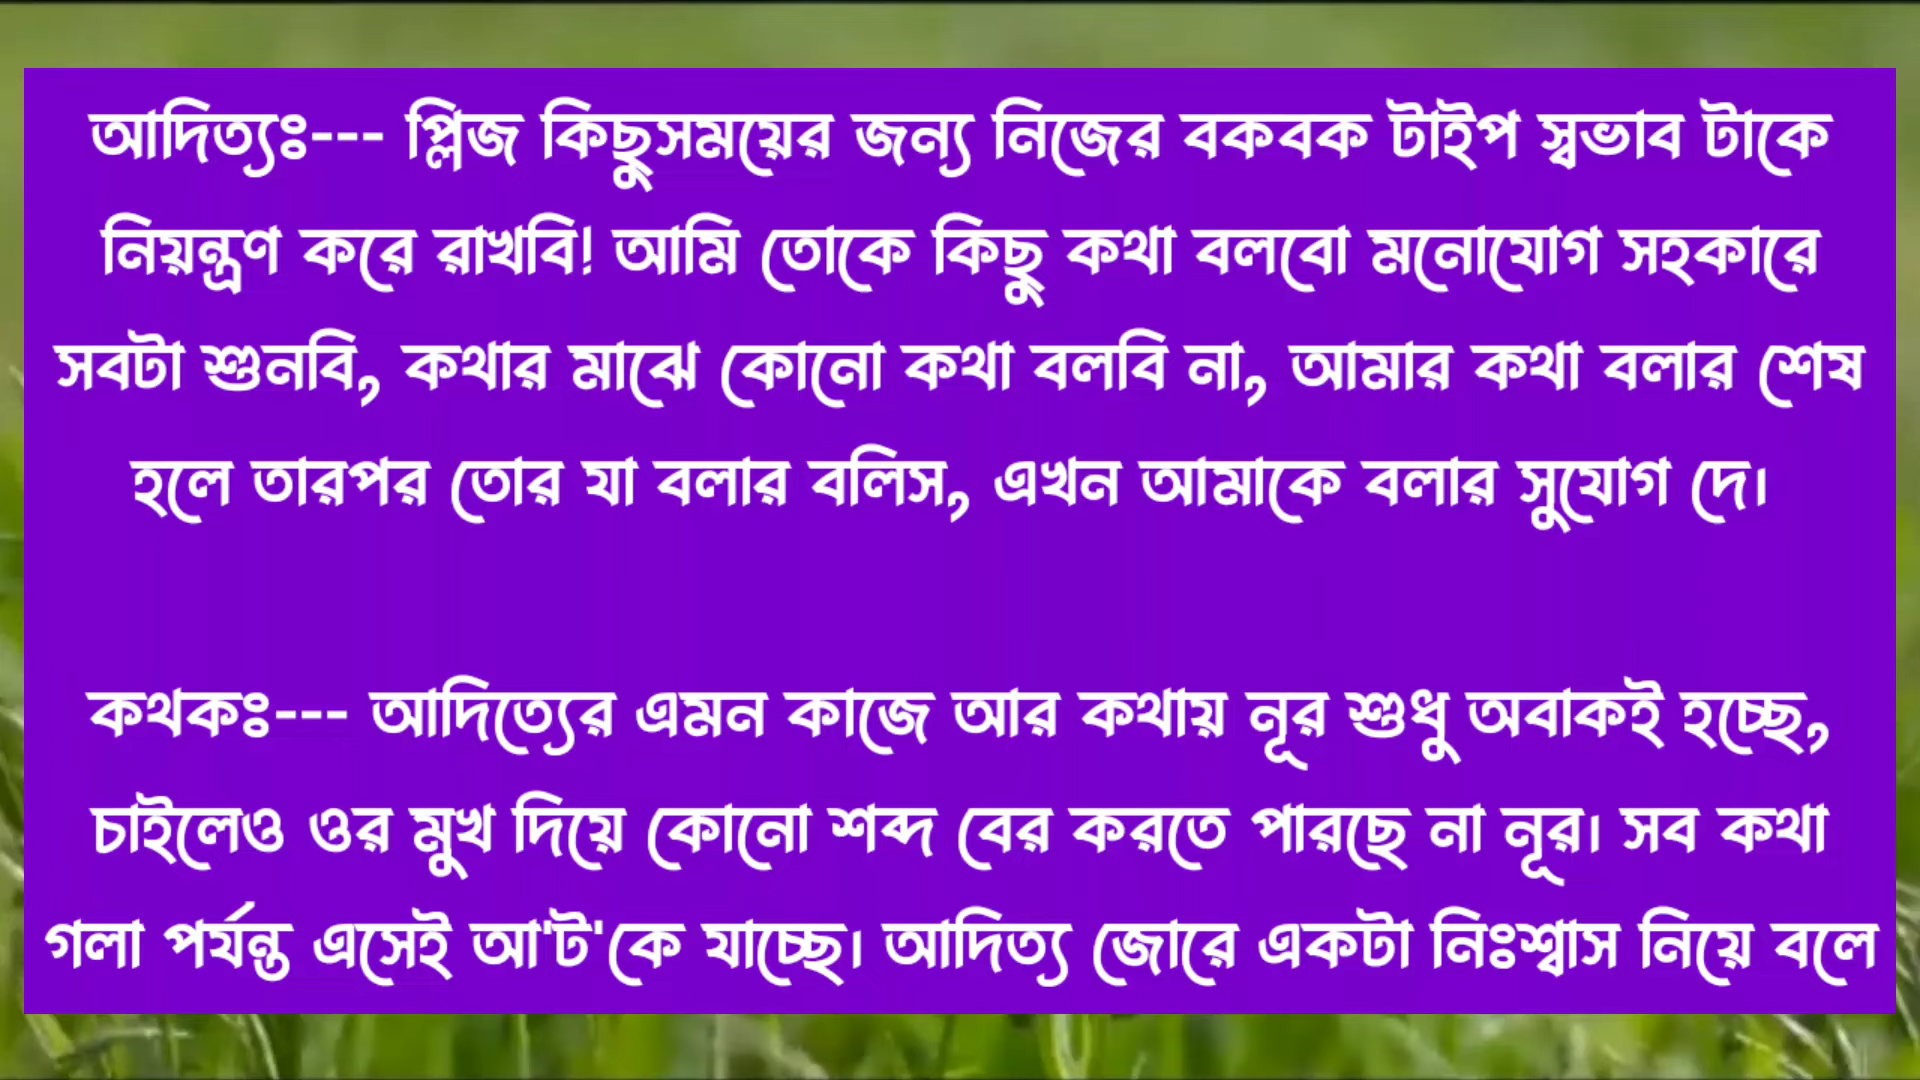 আদিত্যঃ--- প্লিজ কিছুসময়ের জন্য নিজের বকবক টাইপ স্বভাব টাকে
নিয়ন্ত্রণ করে রাখবি! আমি তোকে কিছু কথা বলবো মনোযোগ সহকারে
সবটা শুনবি, কথার মাঝে কোনো কথা বলবি না, আমার কথা বলার শেষ
হলে তারপর তোর যা বলার বলিস, এখন আমাকে বলার সুযোগ দে।
কথকঃ--- আদিত্যের এমন কাজে আর কথায় নূর শুধু অবাকই হচ্ছে,
চাইলেও ওর মুখ দিয়ে কোনো শব্দ বের করতে পারছে না নূর। সব কথা
গলা পর্যন্ত এসেই আ'ট'কে যাচ্ছে। আদিত্য জোরে একটা নিঃশ্বাস নিয়ে বলে